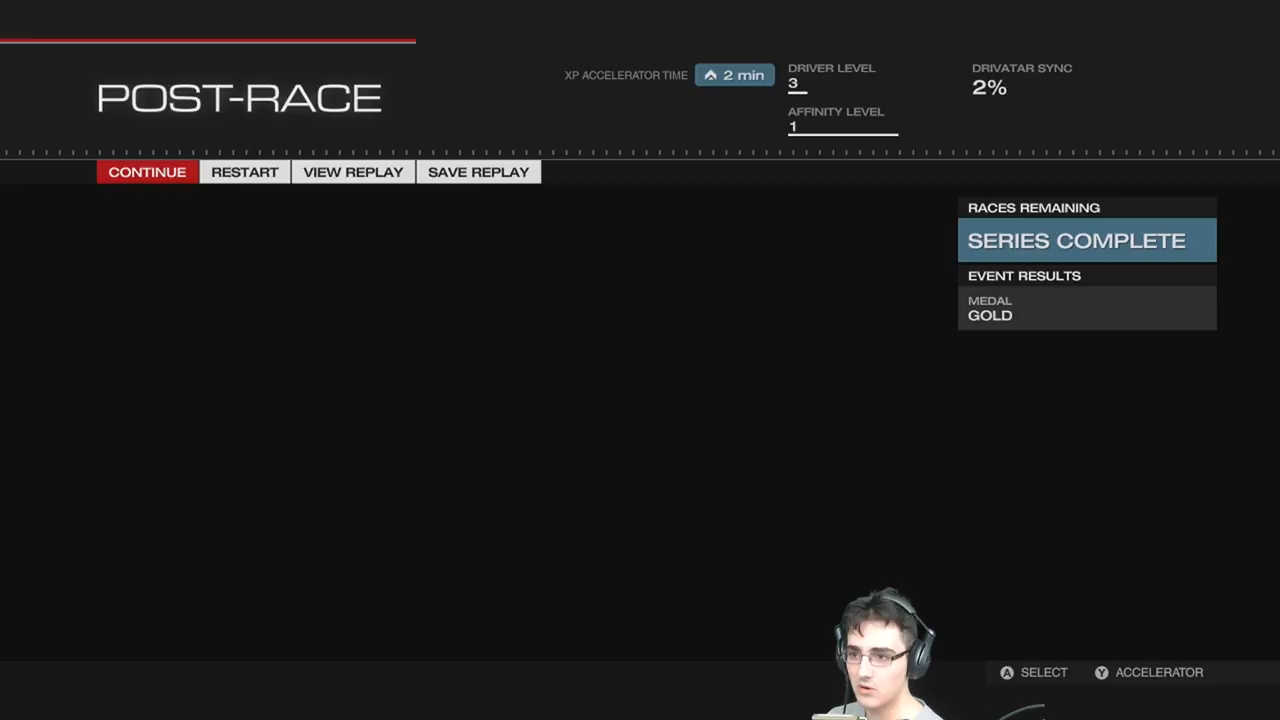 POST-RACE
XP ACCELERATOR TIME 2 min
DRIVER LEVEL
3
AFFINITY LEVEL
1
DRIVATAR SYNC
2%
CONTINUE RESTART VIEW REPLAY SAVE REPLAY
RACES REMAINING
SERIES COMPLETE
EVENT RESULTS
MEDAL
GOLD
A SELECT Y ACCELERATOR